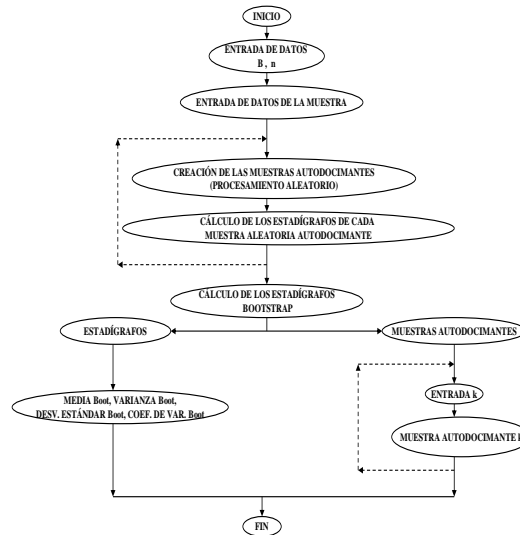 INICIO
ENTRADA DE DATOS
B , n
ENTRADA DE DATOS DE LA MUESTRA
CREACIÓN DE LAS MUESTRAS AUTODOCIMANTES
(PROCESAMIENTO ALEATORIO)
CÁLCULO DE LOS ESTADÍGRAFOS DE CADA
MUESTRA ALEATORIA AUTODOCIMANTE
CÁLCULO DE LOS ESTADÍGRAFOS
BOOTSTRAP
ESTADÍGRAFOS
MUESTRAS AUTODOCIMANTES
MEDIA Boot, VARIANZA Boot,
DESV. ESTÁNDAR Boot, COEF. DE VAR. Boot
ENTRADA k
MUESTRA AUTODOCIMANTE k
FIN